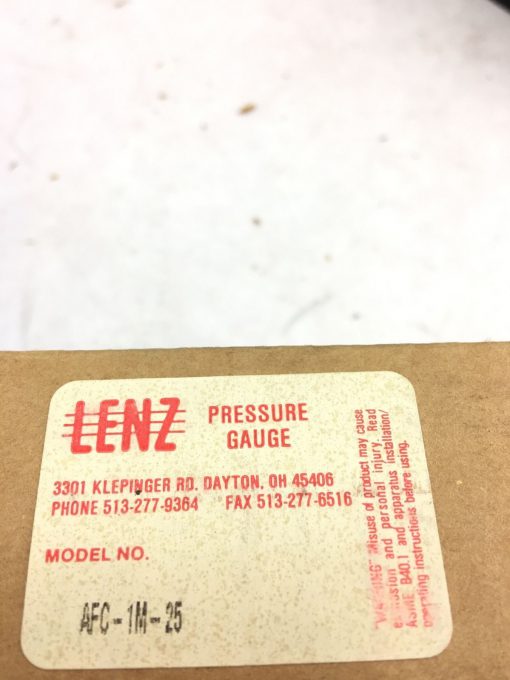 LENZ
PRESSURE
GAUGE
3301 KLEPINGER RD. DAYTON, OH 45406
PHONE 513-277-9364 FAX 513-277-6516
MODEL NO.
AFC-1M-25
WARNING Misuse of product may cause
explosion and personal injury. Read
ASME B40.1 and apparatus installation/
operating instructions before using.